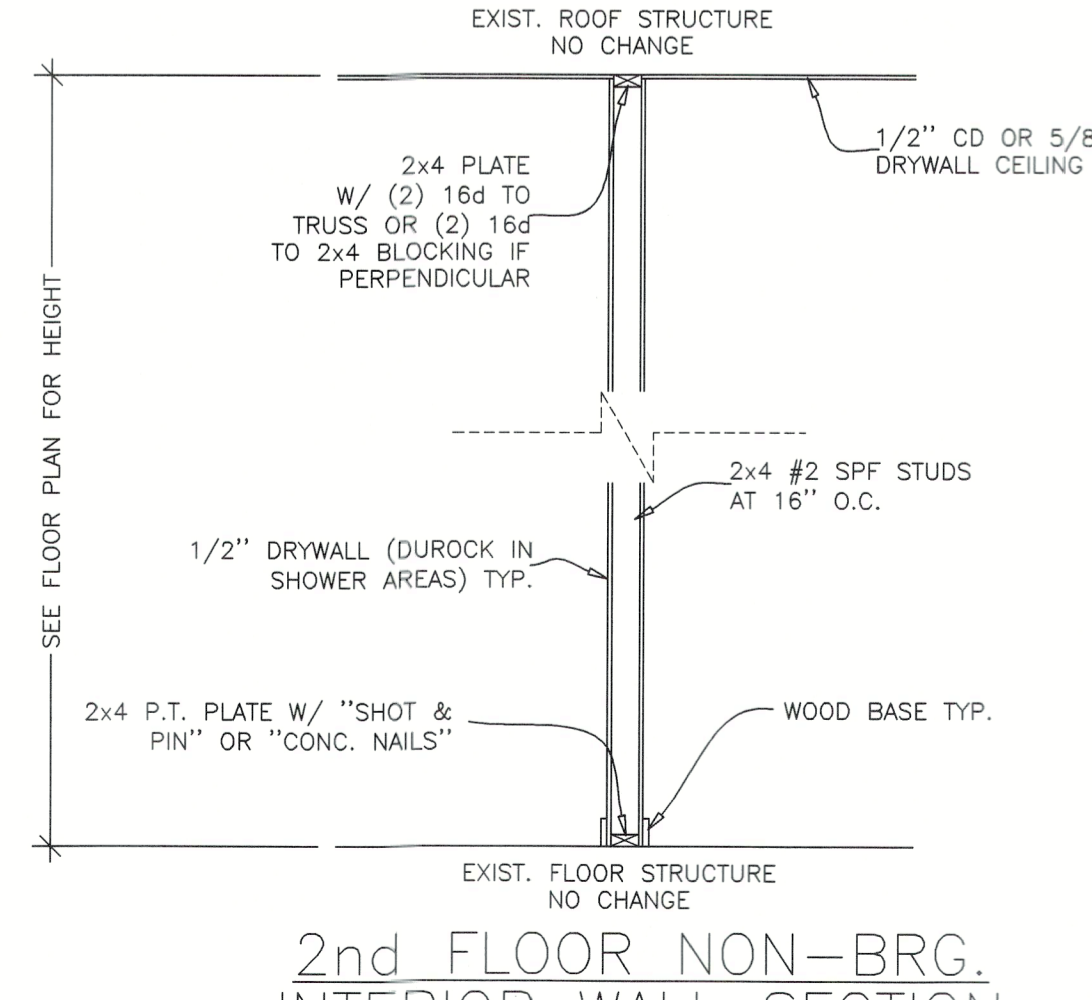 EXIST. ROOF STRUCTURE
NO CHANGE
1/2" CD OR 5/8
DRYWALL CEILING
2x4 PLATE
W/ (2) 16d TO
TRUSS OR (2) 16d
TO 2x4 BLOCKING IF
PERPENDICULAR
SEE FLOOR PLAN FOR HEIGHT
2x4 #2 SPF STUDS
AT 16" O.C.
1/2" DRYWALL (DUROCK IN
SHOWER AREAS) TYP.
2x4 P.T. PLATE W/ "SHOT &
PIN" OR "CONC. NAILS"
WOOD BASE TYP.
EXIST. FLOOR STRUCTURE
NO CHANGE
2nd FLOOR NON-BRG.
INTERIOR WALL SECTION